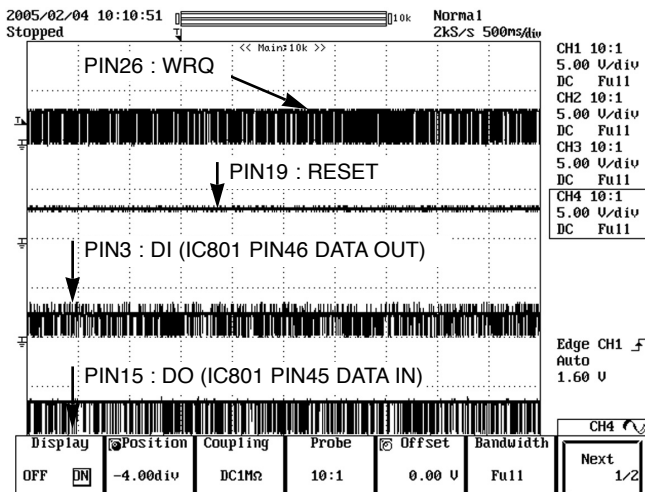 2005/02/04 10:10:51 10k Normal
Stopped 2kS/s 500ms/div
<< Main:10k >>
PIN26 : WRQ
PIN19 : RESET
PIN3 : DI (IC801 PIN46 DATA OUT)
PIN15 : DO (IC801 PIN45 DATA IN)
CH1 10:1
5.00 V/div
DC Full
CH2 10:1
5.00 V/div
DC Full
CH3 10:1
5.00 V/div
DC Full
CH4 10:1
5.00 V/div
DC Full
Edge CH1
Auto
1.60 V
CH4
Display Position Coupling Probe Offset Bandwidth Next
OFF ON -4.00div DC1MΩ 10:1 0.00 V Full 1/2